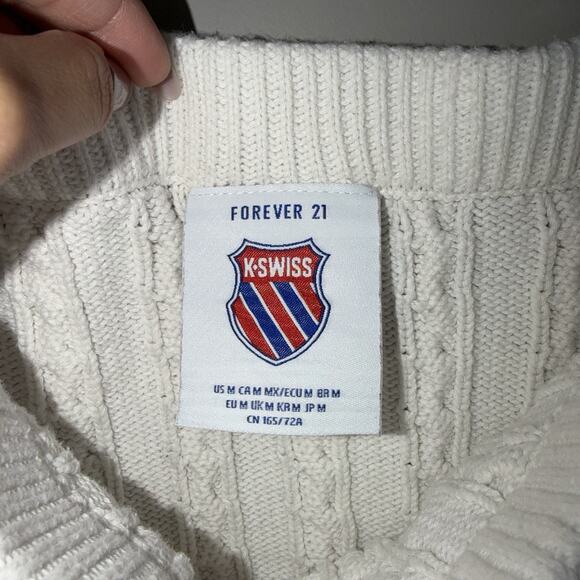 FOREVER 21
K·SWISS
US M CA M MX/ECU M BR M
EU M UK M KR M JP M
CN 165/72A